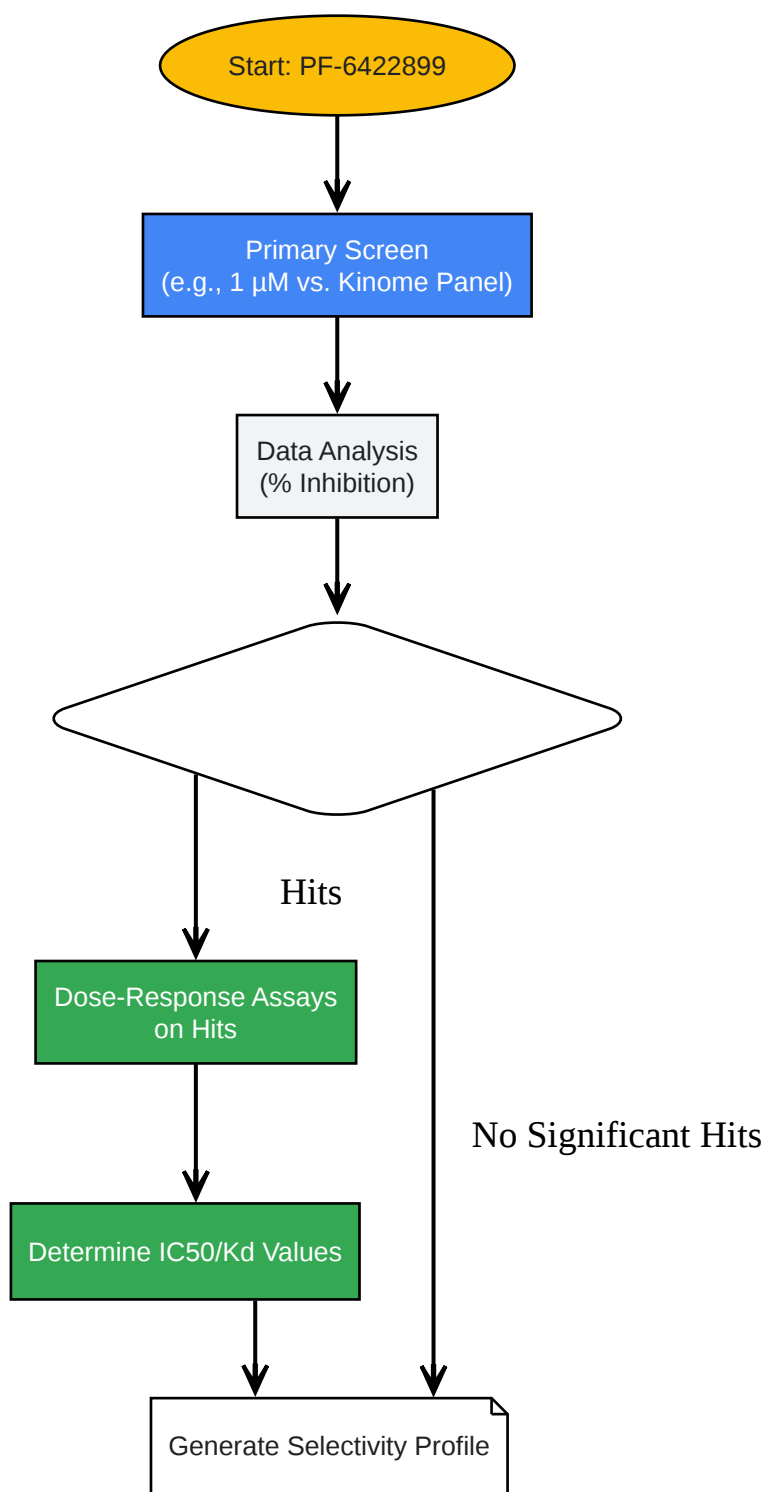 Start: PF-6422899
Primary Screen
(e.g., 1 µM vs. Kinome Panel)
Data Analysis
(% Inhibition)
Hits
Dose-Response Assays
on Hits
No Significant Hits
Determine IC50/Kd Values
Generate Selectivity Profile